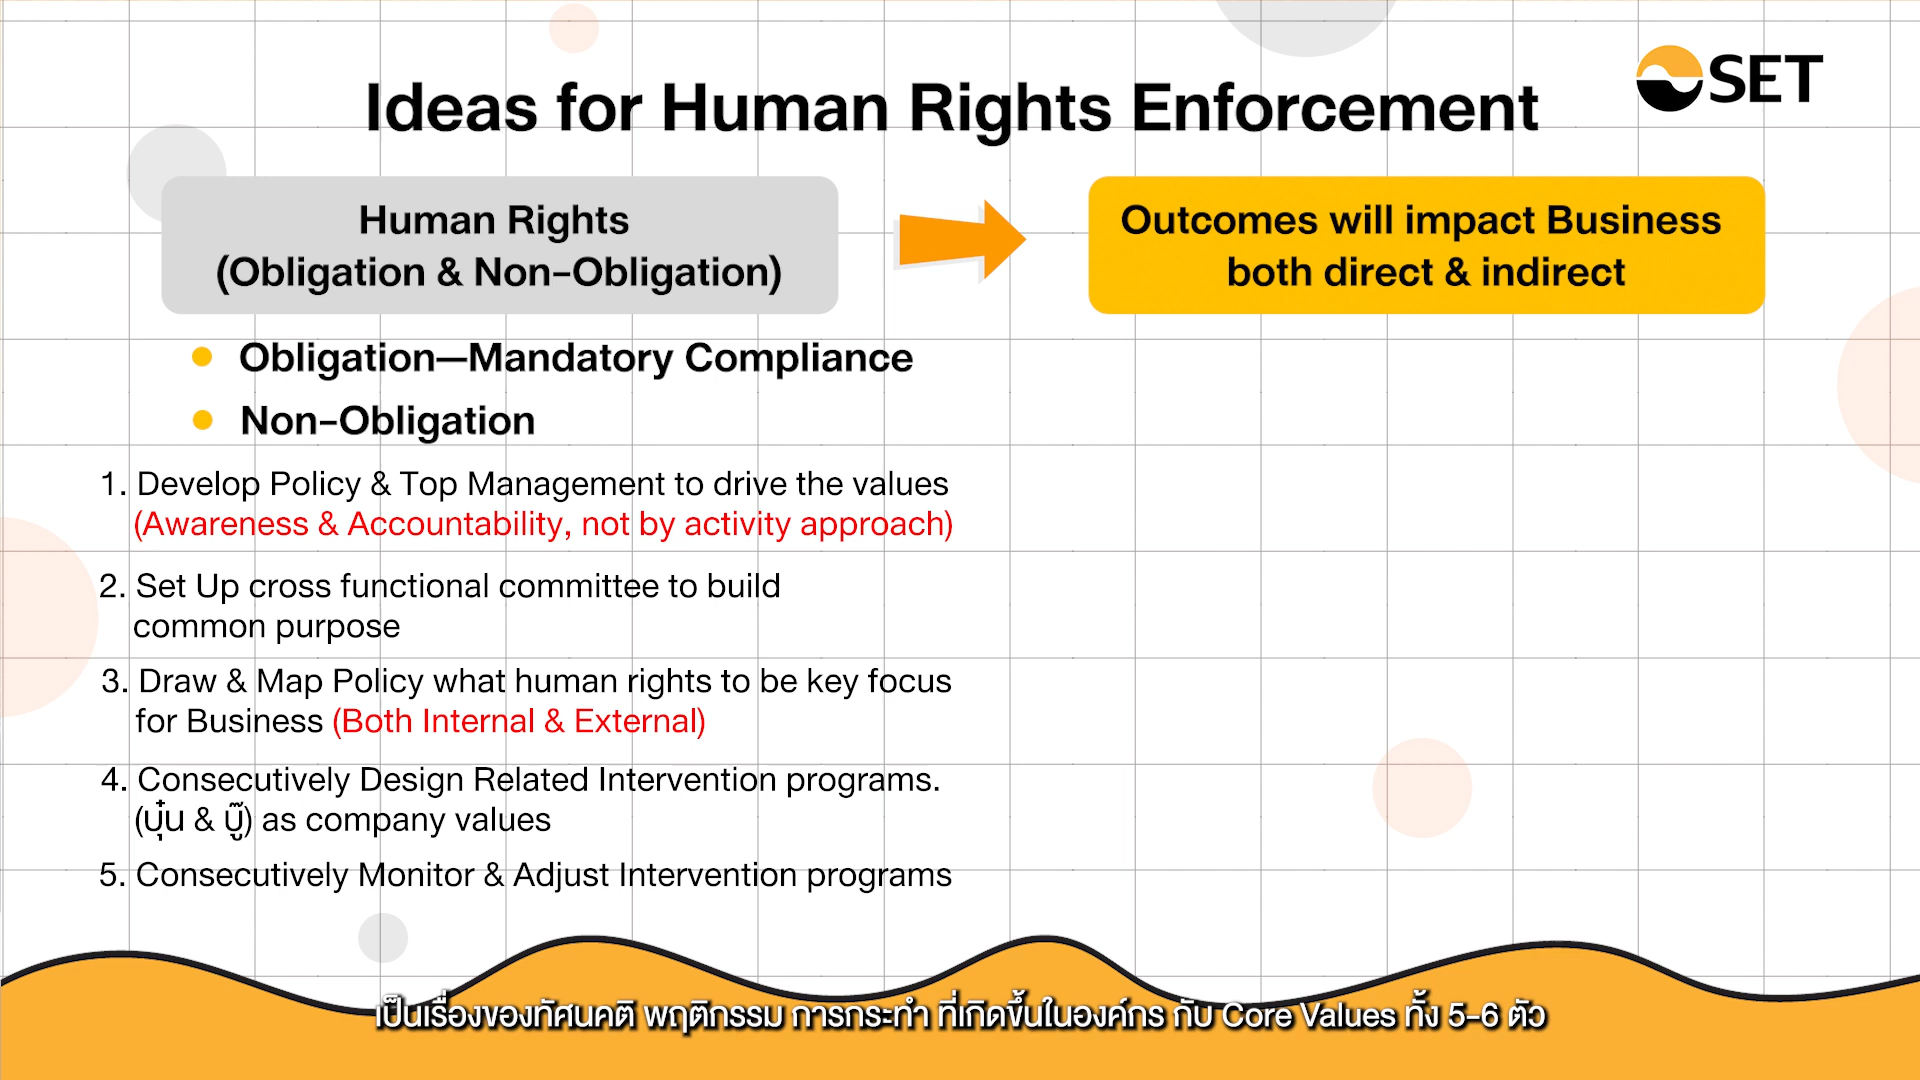 SET
Ideas for Human Rights Enforcement
Human Rights
(Obligation & Non-Obligation)
Outcomes will impact Business
both direct & indirect
Obligation—Mandatory Compliance
Non-Obligation
1. Develop Policy & Top Management to drive the values
(Awareness & Accountability, not by activity approach)
2. Set Up cross functional committee to build
common purpose
3. Draw & Map Policy what human rights to be key focus
for Business (Both Internal & External)
4. Consecutively Design Related Intervention programs.
(บุ๋น & บู๊) as company values
5. Consecutively Monitor & Adjust Intervention programs
เป็นเรื่องของทัศนคติ พฤติกรรม การกระทำ ที่เกิดขึ้นในองค์กร กับ Core Values ทั้ง 5-6 ตัว